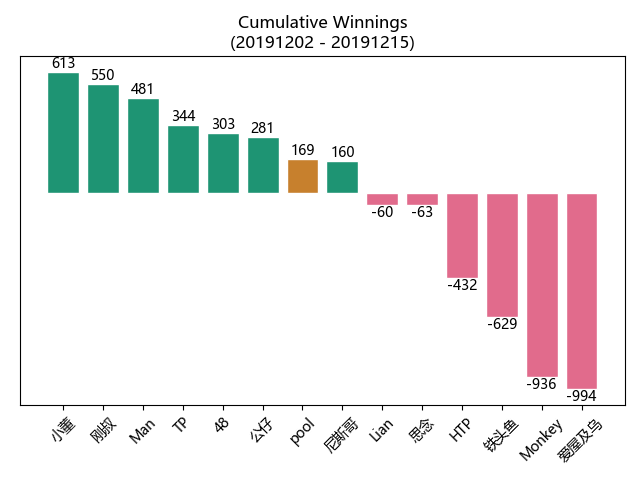 Cumulative Winnings
(20191202 - 20191215)
613
550
481
344
303
281
169
160
-60
-63
-432
-629
-936
-994
小董
刚叔
Man
TP
48
公仔
pool
尼斯哥
Lian
思念
HTP
铁头鱼
Monkey
爱屋及乌